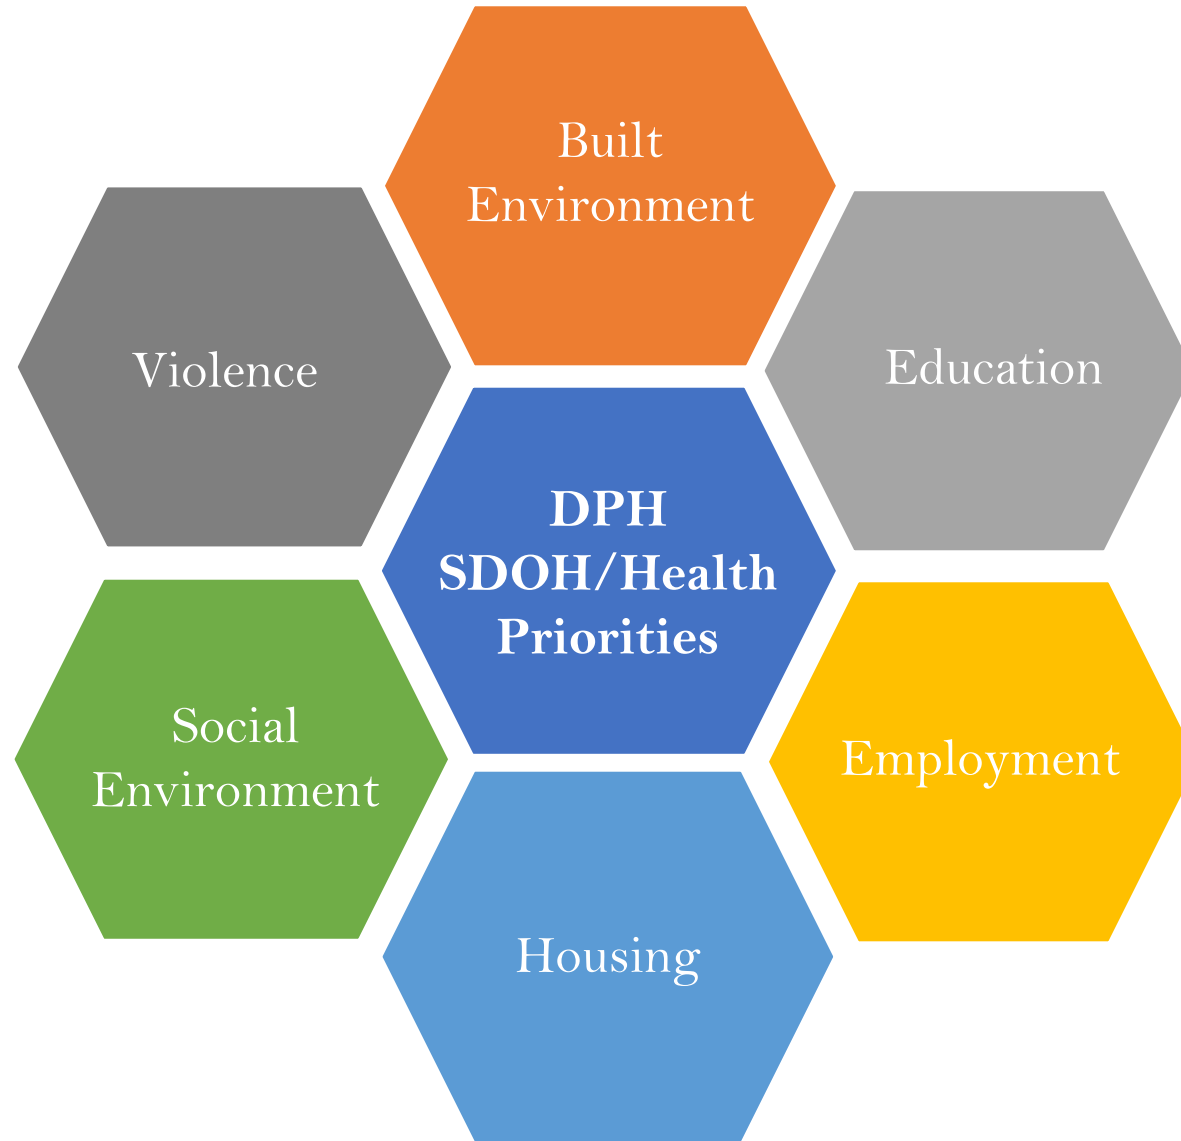 Built
Environment
Violence
Education
DPH
SDOH/Health
Priorities
Social
Environment
Employment
Housing